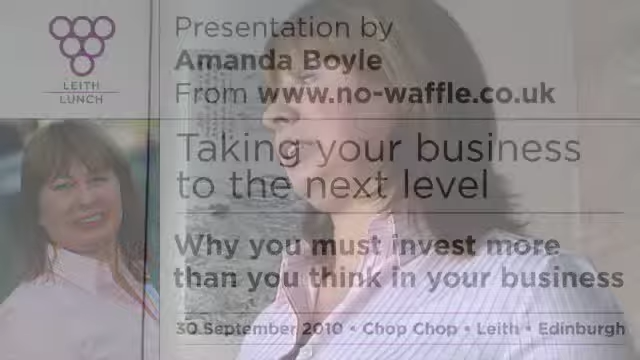 LEITH
LUNCH
Presentation by
Amanda Boyle
From www.no-waffle.co.uk
Taking your business
to the next level
Why you must invest more
than you think in your business
30 September 2010 • Chop Chop • Leith • Edinburgh